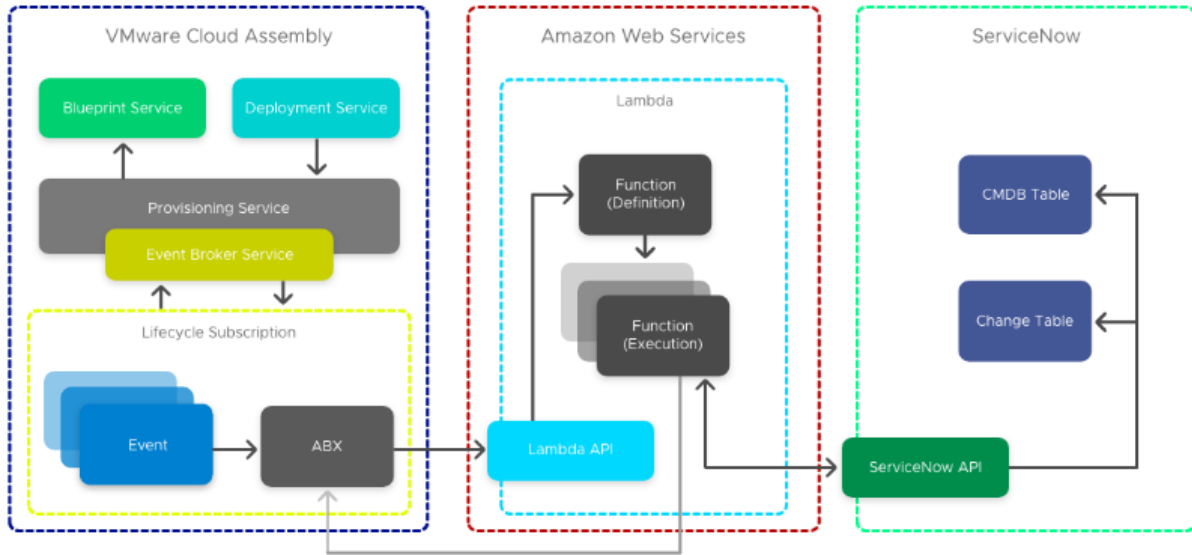 VMware Cloud Assembly
Blueprint Service
Deployment Service
Provisioning Service
Event Broker Service
Lifecycle Subscription
Event
ABX
Amazon Web Services
Lambda
Function
(Definition)
Function
(Execution)
Lambda API
ServiceNow
CMDB Table
Change Table
ServiceNow API